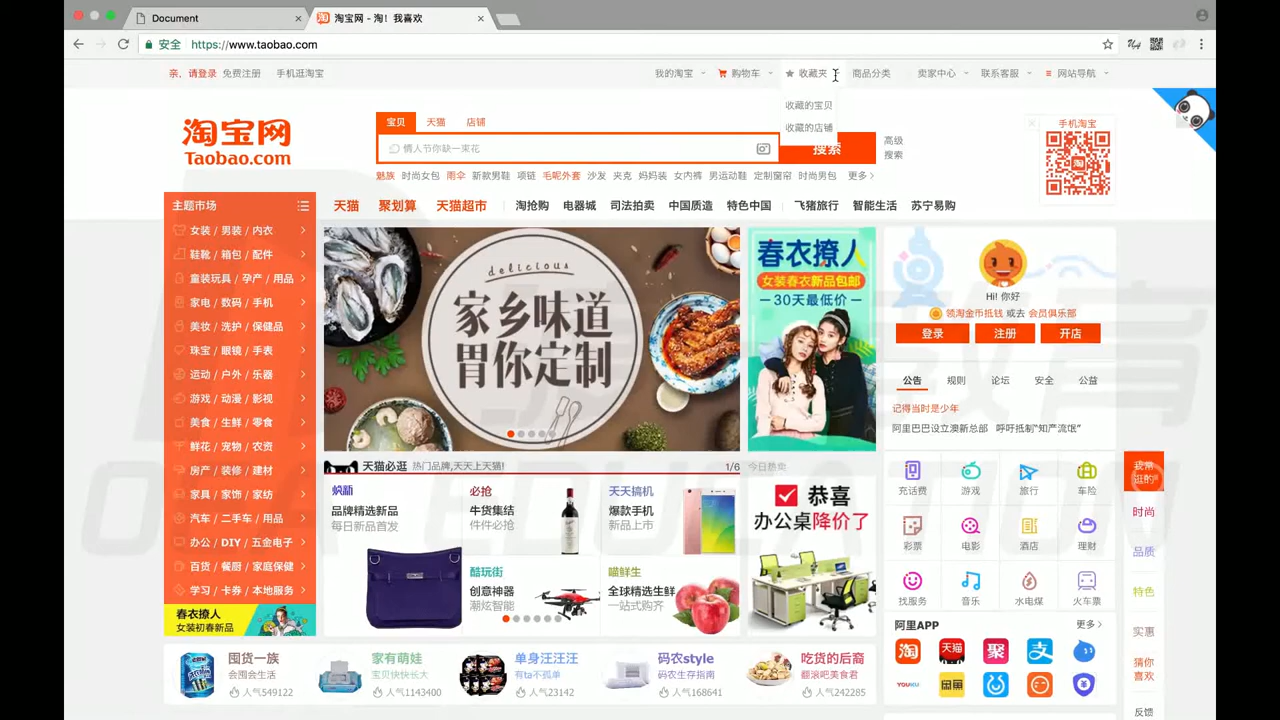 Document
淘宝网 - 淘！我喜欢
安全 https://www.taobao.com
亲，请登录 免费注册 手机逛淘宝
我的淘宝 购物车 收藏夹 商品分类 卖家中心 联系客服 网站导航
收藏的宝贝
收藏的店铺
淘宝网
Taobao.com
宝贝 天猫 店铺
情人节你缺一束花
搜索
高级
搜索
手机淘宝
魅族 时尚女包 雨伞 新款男鞋 项链 毛呢外套 沙发 夹克 妈妈装 女内裤 男运动鞋 定制窗帘 时尚男包 更多
主题市场
天猫 聚划算 天猫超市 淘抢购 电器城 司法拍卖 中国质造 特色中国 飞猪旅行 智能生活 苏宁易购
女装 / 男装 / 内衣
鞋靴 / 箱包 / 配件
童装玩具 / 孕产 / 用品
家电 / 数码 / 手机
美妆 / 洗护 / 保健品
珠宝 / 眼镜 / 手表
运动 / 户外 / 乐器
游戏 / 动漫 / 影视
美食 / 生鲜 / 零食
鲜花 / 宠物 / 农资
房产 / 装修 / 建材
家具 / 家饰 / 家纺
汽车 / 二手车 / 用品
办公 / DIY / 五金电子
百货 / 餐厨 / 家庭保健
学习 / 卡券 / 本地服务
春衣撩人
女装初春新品
delicious
家乡味道
胃你定制
春衣撩人
女装春衣新品包邮
30天最低价
Hi! 你好
领淘金币抵钱 或去 会员俱乐部
登录 注册 开店
公告 规则 论坛 安全 公益
记得当时是少年
阿里巴巴设立澳新总部 呼吁抵制“知产流氓”
天猫必逛 热门品牌,天天上天猫! 1/6
今日热卖
品牌精选新品
每日新品首发
必抢
牛货集结
件件必抢
天天搞机
爆款手机
新品上市
酷玩街
创意神器
潮炫智能
喵鲜生
全球精选生鲜
一站式购齐
恭喜
办公桌降价了
充话费 游戏 旅行 车险
彩票 电影 酒店 理财
找服务 音乐 水电煤 火车票
阿里APP 更多
淘 天猫 聚 支
YOUKU 闲鱼
我常
逛的
时尚
品质
特色
实惠
猜你
喜欢
反馈
囤货一族
会囤会生活
人气549122
家有萌娃
宝贝快快长大
人气1143400
单身汪汪汪
有ta不孤单
人气23142
码农style
码农生存指南
人气168641
吃货的后裔
翻滚吧美食君
人气242285